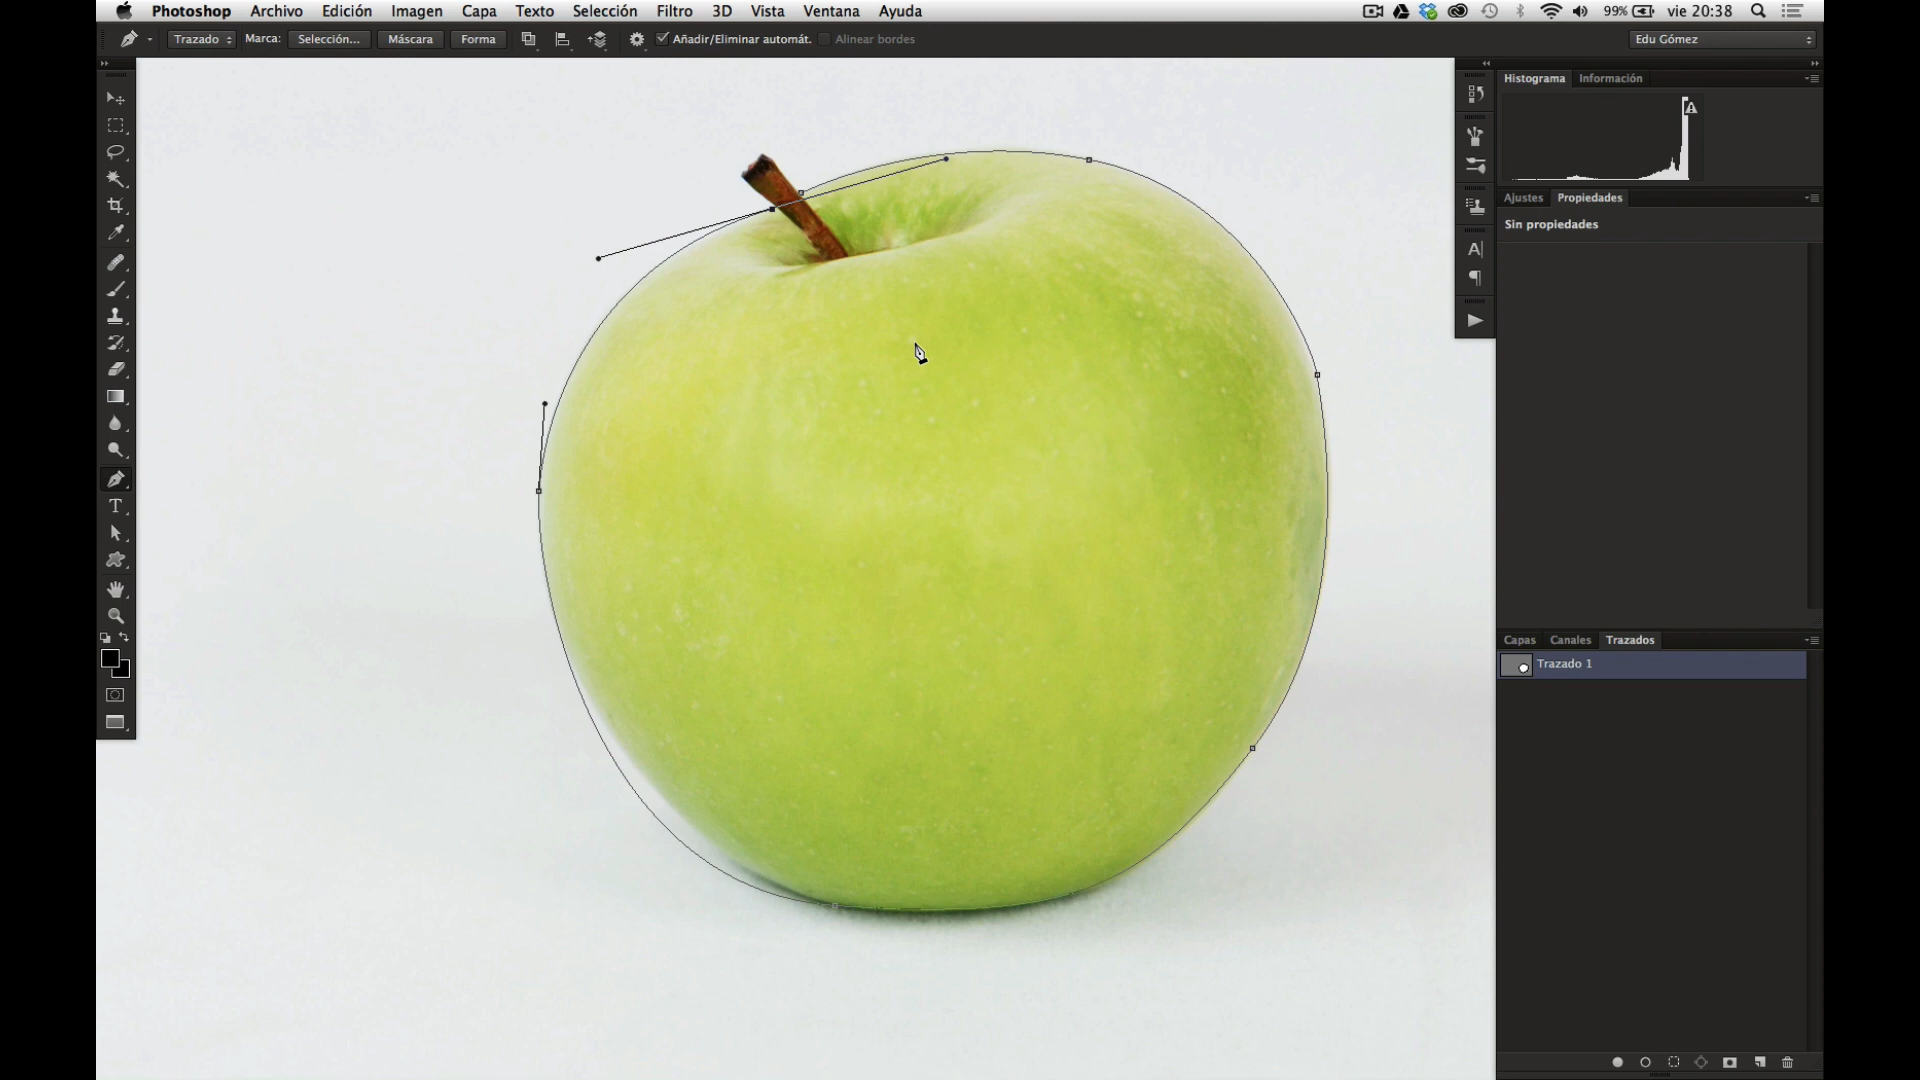 Photoshop Archivo Edición Imagen Capa Texto Selección Filtro 3D Vista Ventana Ayuda 99% vie 20:38
Trazado Marca: Selección... Máscara Forma Añadir/Eliminar automát. Alinear bordes Edu Gómez
Histograma Información
Ajustes Propiedades
Sin propiedades
Capas Canales Trazados
Trazado 1